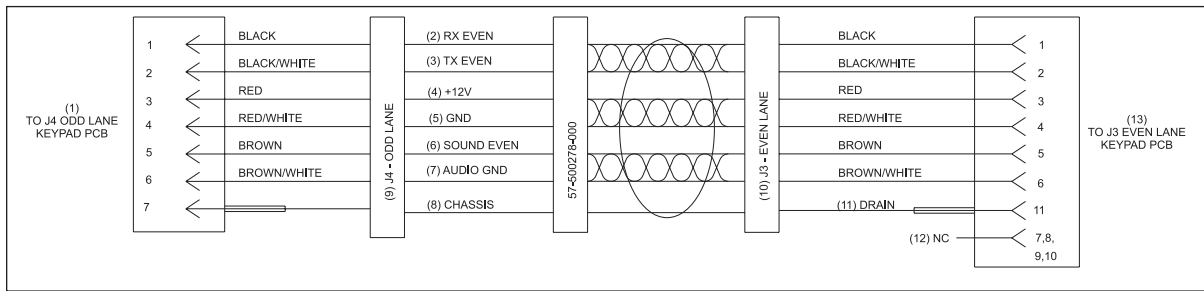 (1)
TO J4 ODD LANE
KEYPAD PCB
1
2
3
4
5
6
7
BLACK
BLACK/WHITE
RED
RED/WHITE
BROWN
BROWN/WHITE
(9) J4 - ODD LANE
(2) RX EVEN
(3) TX EVEN
(4) +12V
(5) GND
(6) SOUND EVEN
(7) AUDIO GND
(8) CHASSIS
57-500278-000
(10) J3 - EVEN LANE
BLACK
BLACK/WHITE
RED
RED/WHITE
BROWN
BROWN/WHITE
(11) DRAIN
(12) NC
1
2
3
4
5
6
11
7,8,
9,10
(13)
TO J3 EVEN LANE
KEYPAD PCB